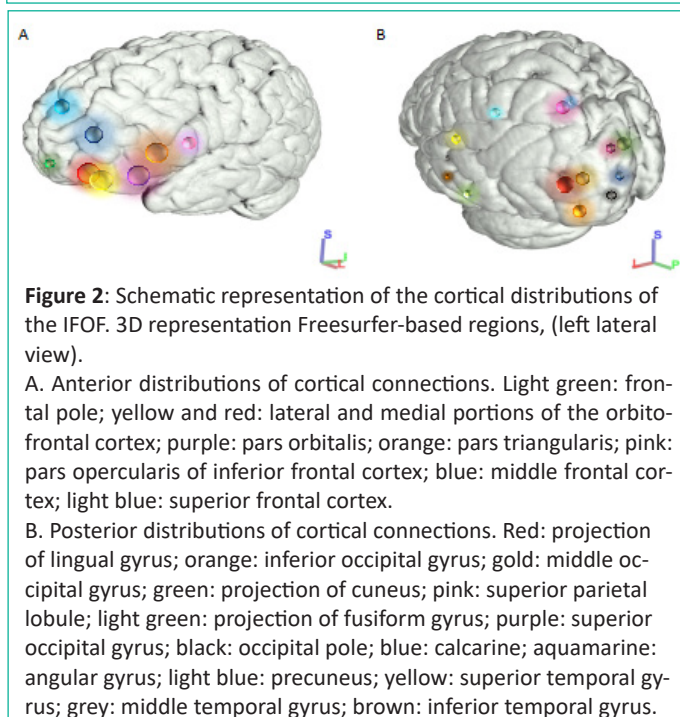 A
B
S
S
P
Figure 2: Schematic representation of the cortical distributions of
the IFOF. 3D representation Freesurfer-based regions, (left lateral
view).
A. Anterior distributions of cortical connections. Light green: fron-
tal pole; yellow and red: lateral and medial portions of the orbito-
frontal cortex; purple: pars orbitalis; orange: pars triangularis; pink:
pars opercularis of inferior frontal cortex; blue: middle frontal cor-
tex; light blue: superior frontal cortex.
B. Posterior distributions of cortical connections. Red: projection
of lingual gyrus; orange: inferior occipital gyrus; gold: middle oc-
cipital gyrus; green: projection of cuneus; pink: superior parietal
lobule; light green: projection of fusiform gyrus; purple: superior
occipital gyrus; black: occipital pole; blue: calcarine; aquamarine:
angular gyrus; light blue: precuneus; yellow: superior temporal gy-
rus; grey: middle temporal gyrus; brown: inferior temporal gyrus.